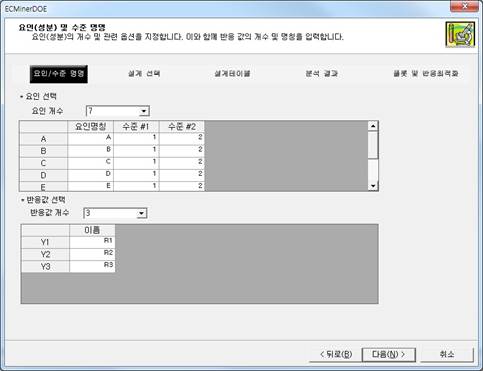 ECMinerDOE
요인(성분) 및 수준 명명
요인(성분)의 개수 및 관련 옵션을 지정합니다. 이와 함께 반응 값의 개수 및 명칭을 입력합니다.
요인/수준 명명 설계 선택 설계테이블 분석 결과 플롯 및 반응최적화
요인 선택
요인 개수 7
요인명칭 수준 #1 수준 #2
A A 1 2
B B 1 2
C C 1 2
D D 1 2
E E 1 2
반응값 선택
반응값 개수 3
이름
Y1 R1
Y2 R2
Y3 R3
< 뒤로(B) 다음(N) > 취소